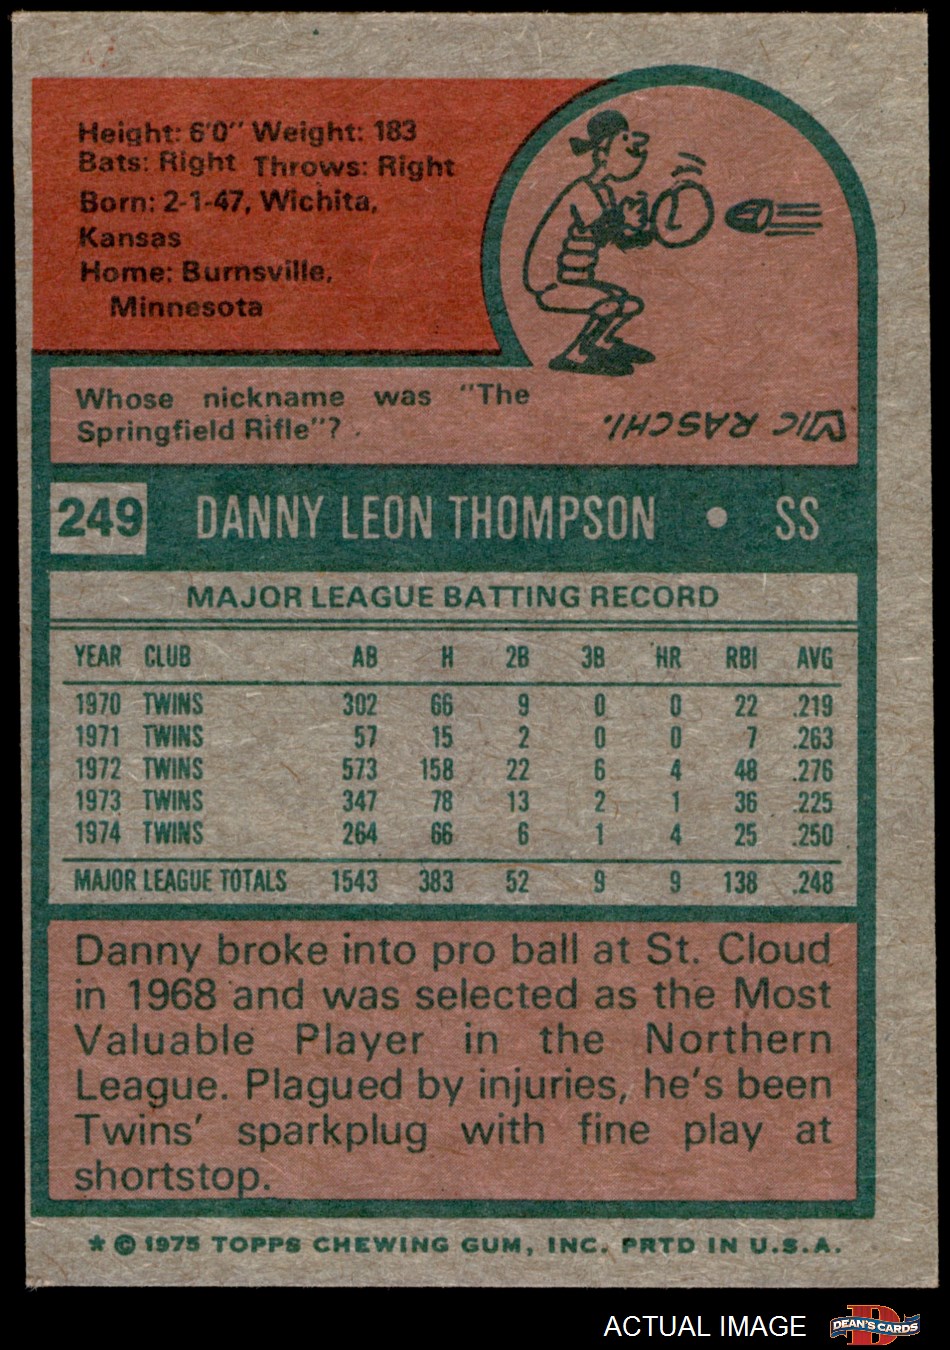 Height: 6'0" Weight: 183
Bats: Right Throws: Right
Born: 2-1-47, Wichita,
Kansas
Home: Burnsville,
Minnesota
Whose nickname was "The
Springfield Rifle"?
VIC RASCHI.
249 DANNY LEON THOMPSON • SS
MAJOR LEAGUE BATTING RECORD
YEAR CLUB AB H 2B 3B HR RBI AVG
1970 TWINS 302 66 9 0 0 22 .219
1971 TWINS 57 15 2 0 0 7 .263
1972 TWINS 573 158 22 6 4 48 .276
1973 TWINS 347 78 13 2 1 36 .225
1974 TWINS 264 66 6 1 4 25 .250
MAJOR LEAGUE TOTALS 1543 383 52 9 9 138 .248
Danny broke into pro ball at St. Cloud
in 1968 and was selected as the Most
Valuable Player in the Northern
League. Plagued by injuries, he's been
Twins' sparkplug with fine play at
shortstop.
* © 1975 TOPPS CHEWING GUM, INC. PRTD IN U.S.A.
ACTUAL IMAGE
D
DEAN'S CARDS